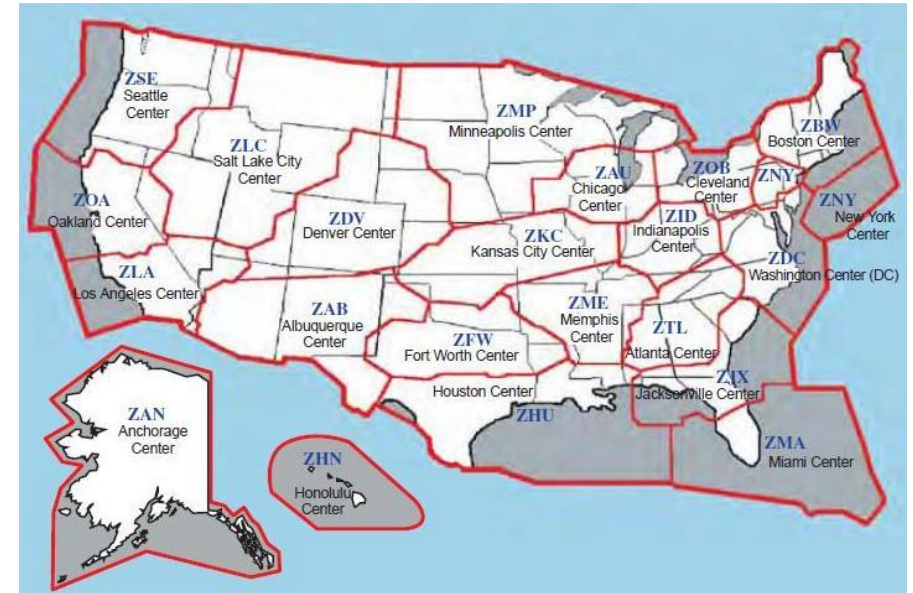 ZSE
Seattle
Center
ZLC
Salt Lake City
Center
ZMP
Minneapolis Center
ZBW
Boston Center
ZAU
Chicago
Center
ZOB
Cleveland
Center
ZNY
ZNY
New York
Center
ZOA
Oakland Center
ZDV
Denver Center
ZKC
Kansas City Center
ZID
Indianapolis
Center
ZDC
Washington Center (DC)
ZLA
Los Angeles Center
ZAB
Albuquerque
Center
ZFW
Fort Worth Center
ZME
Memphis
Center
ZTL
Atlanta Center
Houston Center
ZHU
ZJX
Jacksonville Center
ZMA
Miami Center
ZAN
Anchorage
Center
ZHN
Honolulu
Center